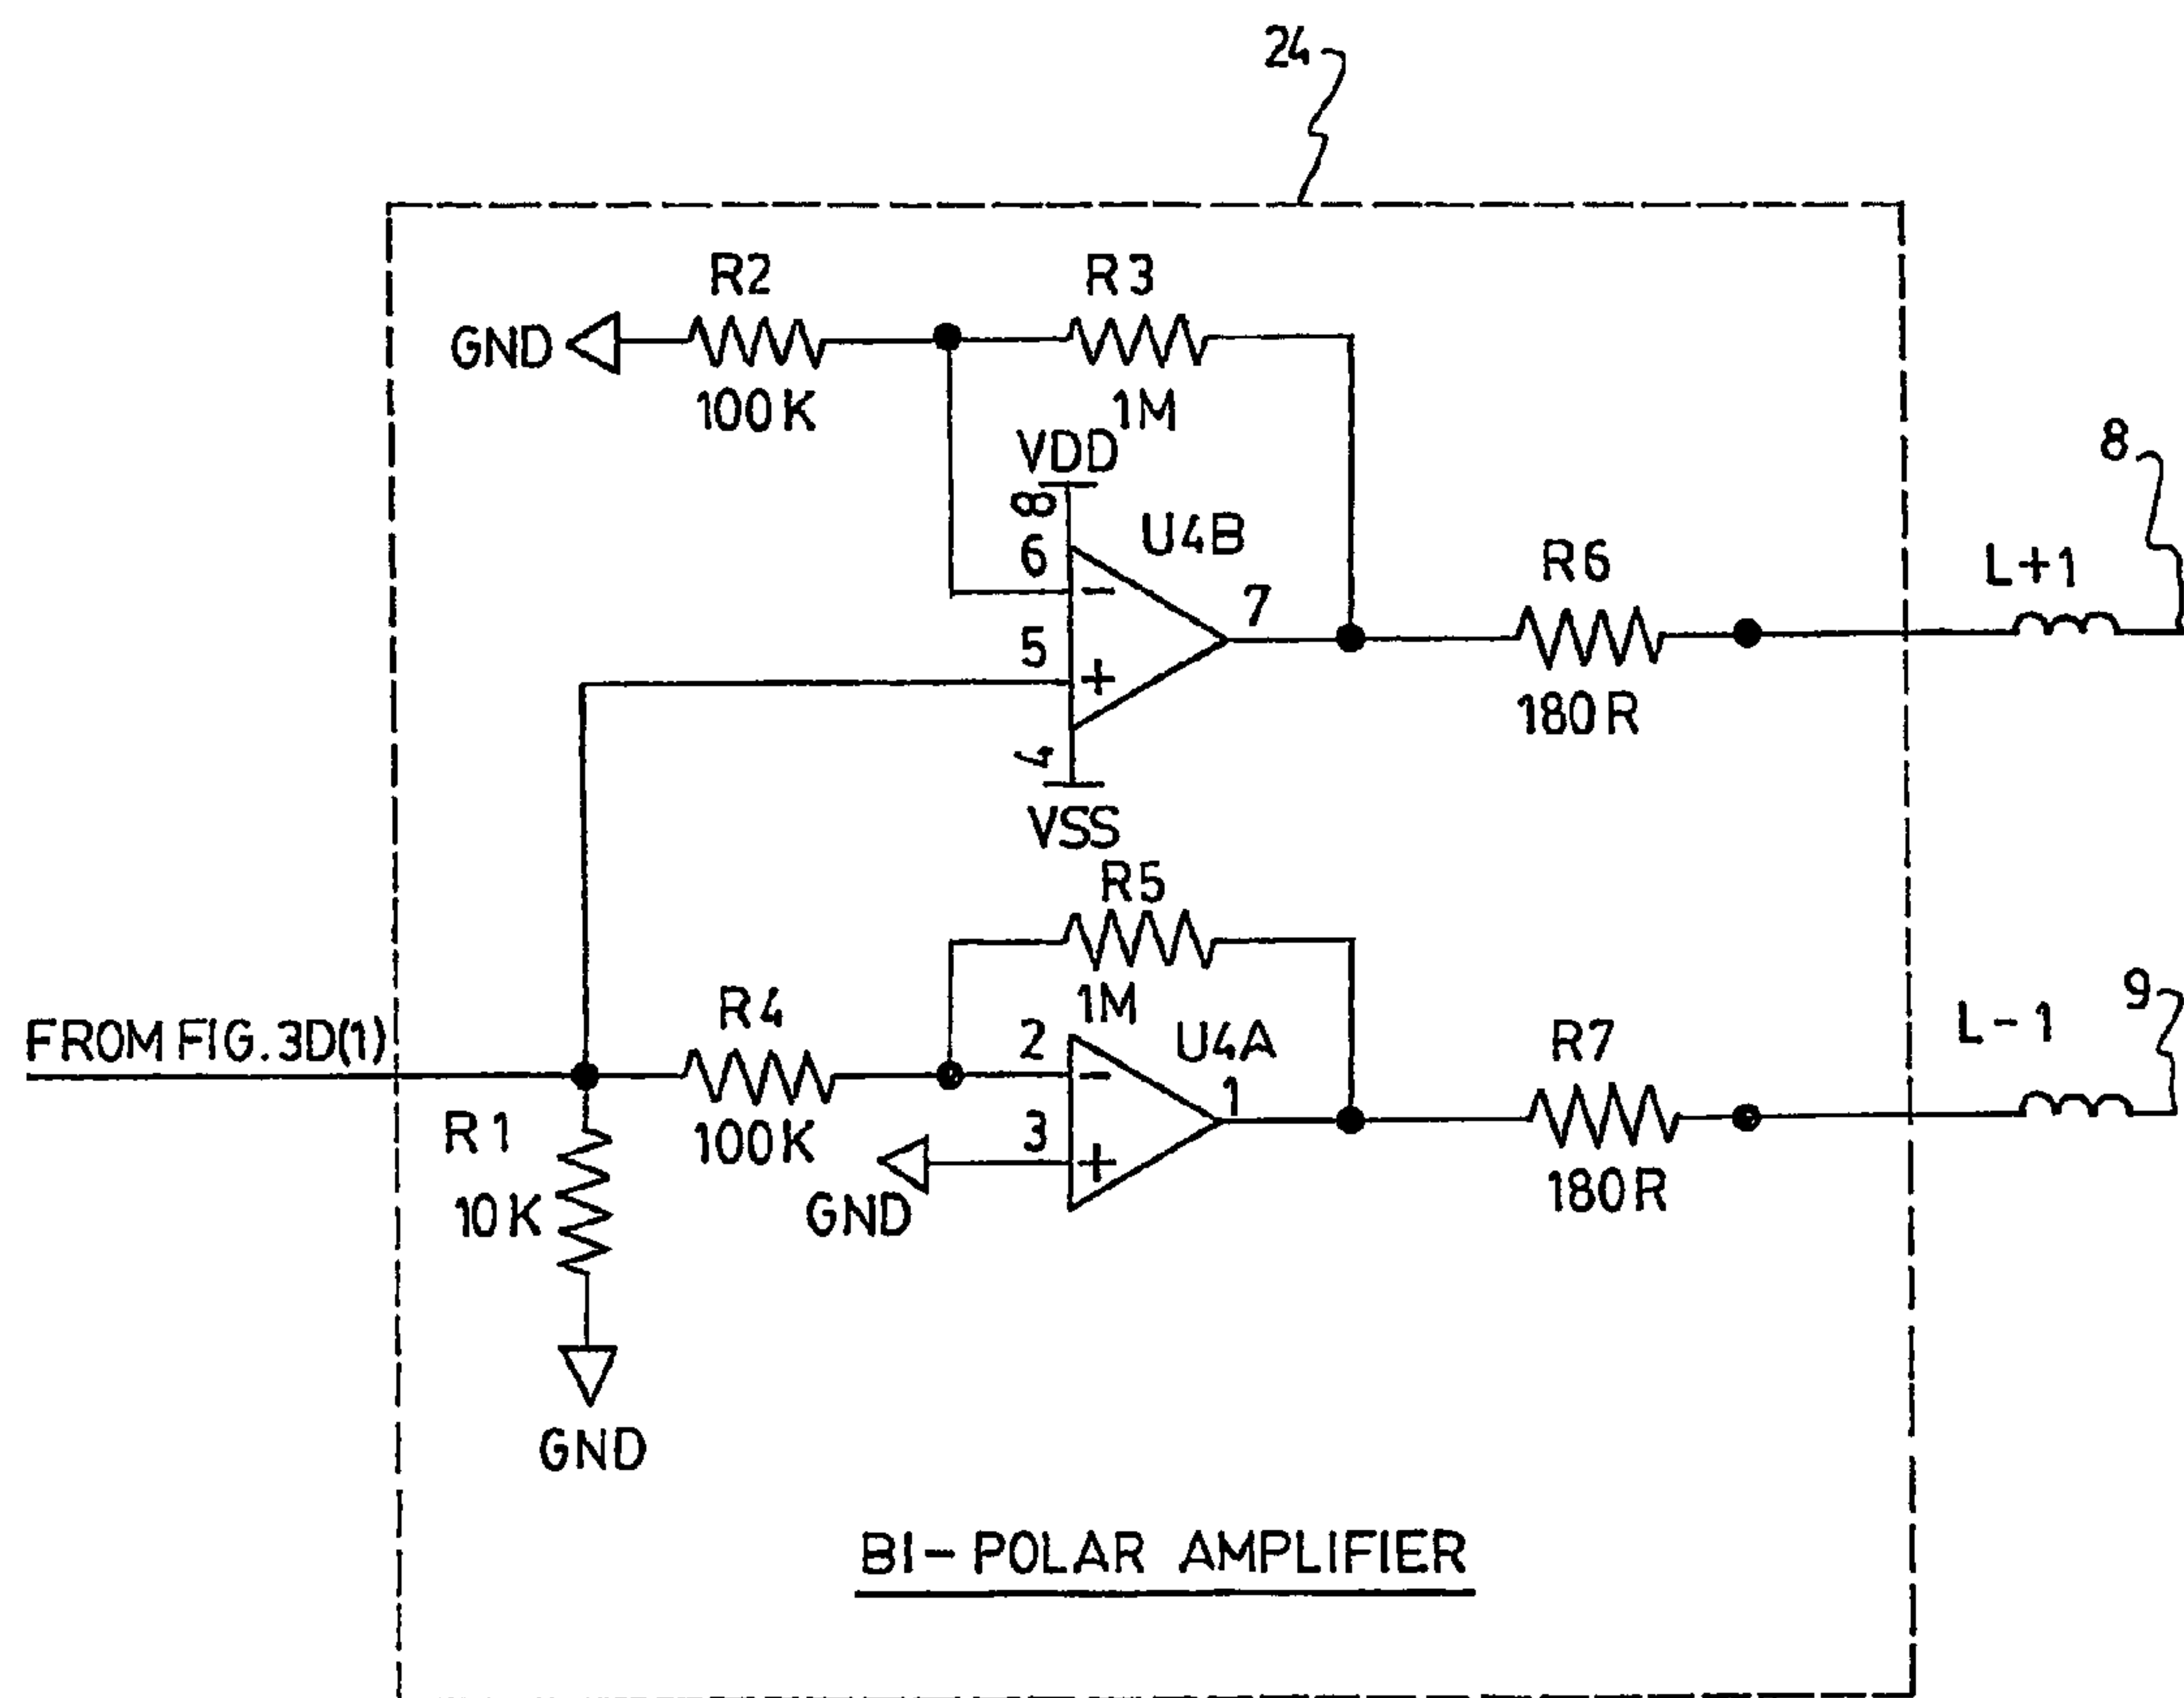 24
R2
R3
GND
100K
1M
VDD
8
6
U4B
8
5
7
R6
L+1
180R
4
VSS
R5
9
FROM FIG.3D(1)
R4
1M
2
U4A
R7
L-1
R1
1
100K
3
180R
10K
GND
GND
BI-POLAR AMPLIFIER